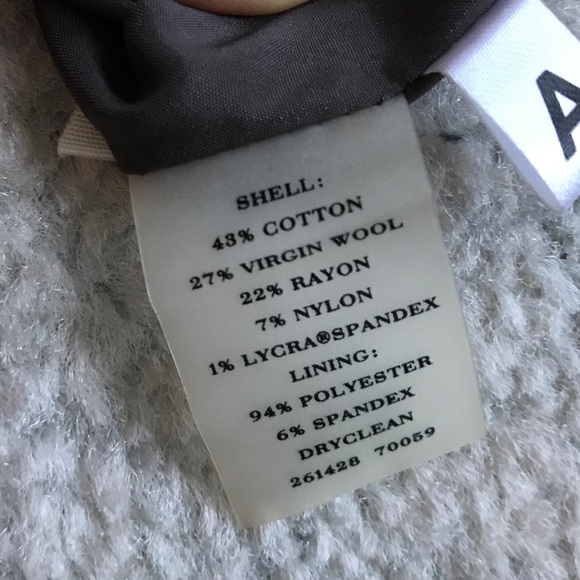 SHELL:
43% COTTON
27% VIRGIN WOOL
22% RAYON
7% NYLON
1% LYCRA®SPANDEX
LINING:
94% POLYESTER
6% SPANDEX
DRYCLEAN
261428 70059
A